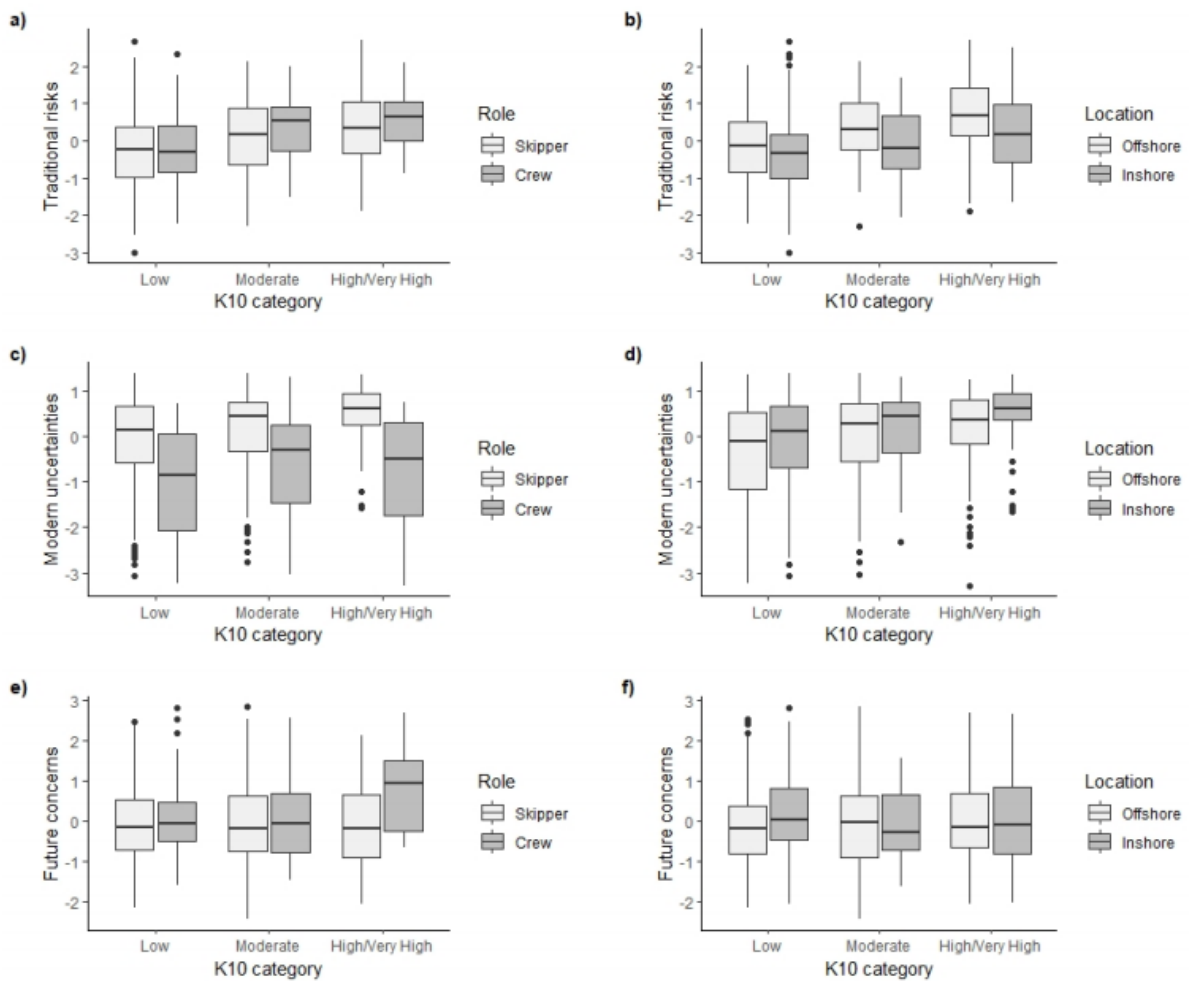 a)
Traditional risks
2
1
0
-1
-2
-3
Low Moderate High/Very High
K10 category
Role
Skipper
Crew
b)
Traditional risks
2
1
0
-1
-2
-3
Low Moderate High/Very High
K10 category
Location
Offshore
Inshore
c)
Modern uncertainties
1
0
-1
-2
-3
Low Moderate High/Very High
K10 category
Role
Skipper
Crew
d)
Modern uncertainties
1
0
-1
-2
-3
Low Moderate High/Very High
K10 category
Location
Offshore
Inshore
e)
Future concerns
3
2
1
0
-1
-2
Low Moderate High/Very High
K10 category
Role
Skipper
Crew
f)
Future concerns
3
2
1
0
-1
-2
Low Moderate High/Very High
K10 category
Location
Offshore
Inshore